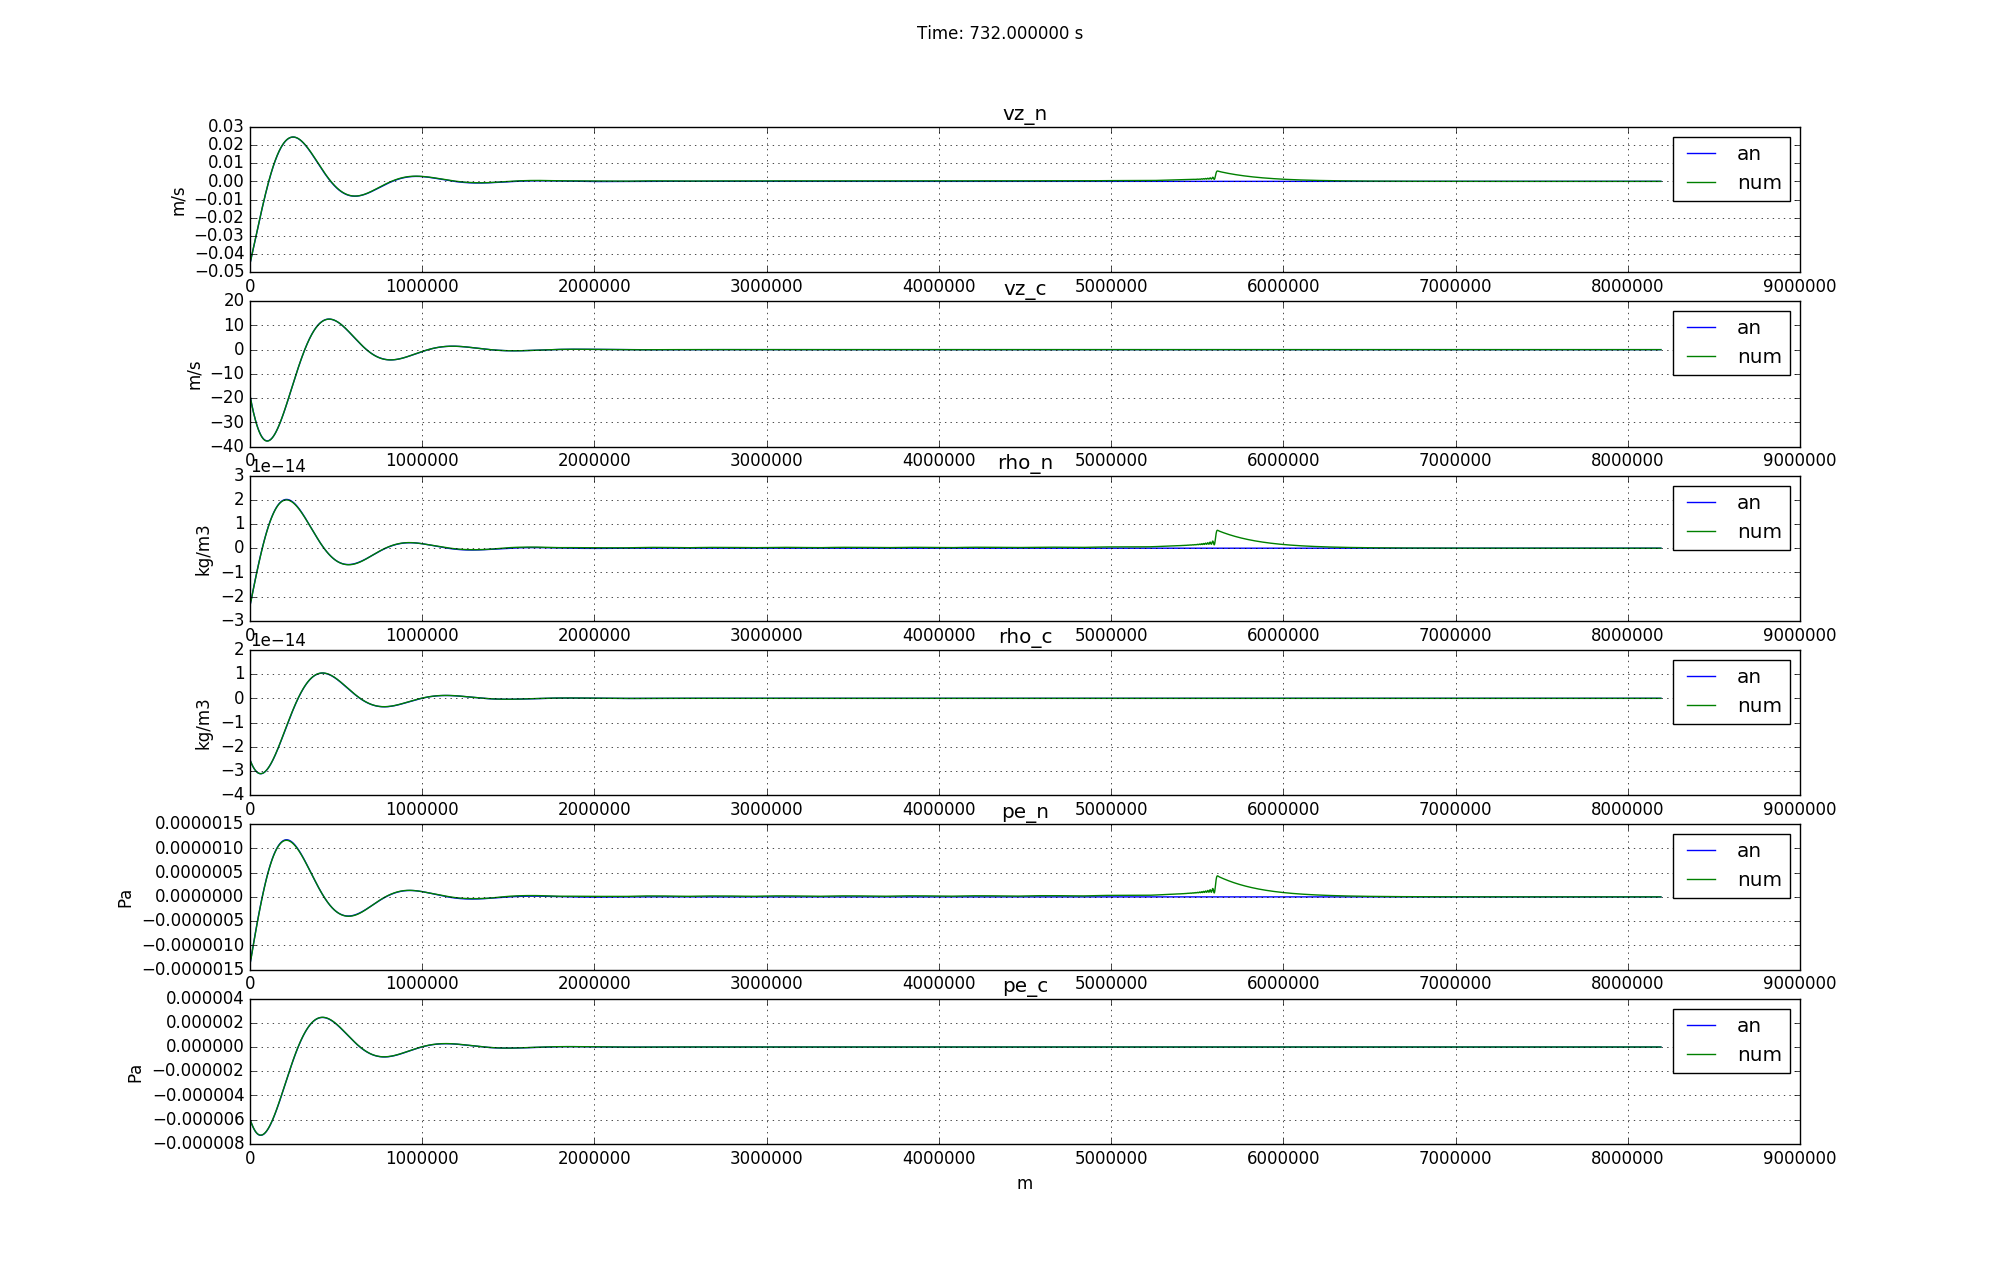 Time: 732.000000 s
vz_n
0.03
0.02
0.01
0.00
−0.01
−0.02
−0.03
−0.04
−0.05
m/s
an
num
0 1000000 2000000 3000000 4000000 5000000 6000000 7000000 8000000 9000000
vz_c
20
10
0
−10
−20
−30
−40
m/s
an
num
0 1000000 2000000 3000000 4000000 5000000 6000000 7000000 8000000 9000000
1e−14
rho_n
3
2
1
0
−1
−2
−3
kg/m3
an
num
0 1000000 2000000 3000000 4000000 5000000 6000000 7000000 8000000 9000000
1e−14
rho_c
2
1
0
−1
−2
−3
−4
kg/m3
an
num
0 1000000 2000000 3000000 4000000 5000000 6000000 7000000 8000000 9000000
pe_n
0.0000015
0.0000010
0.0000005
0.0000000
−0.0000005
−0.0000010
−0.0000015
Pa
an
num
0 1000000 2000000 3000000 4000000 5000000 6000000 7000000 8000000 9000000
pe_c
0.000004
0.000002
0.000000
−0.000002
−0.000004
−0.000006
−0.000008
Pa
an
num
0 1000000 2000000 3000000 4000000 5000000 6000000 7000000 8000000 9000000
m